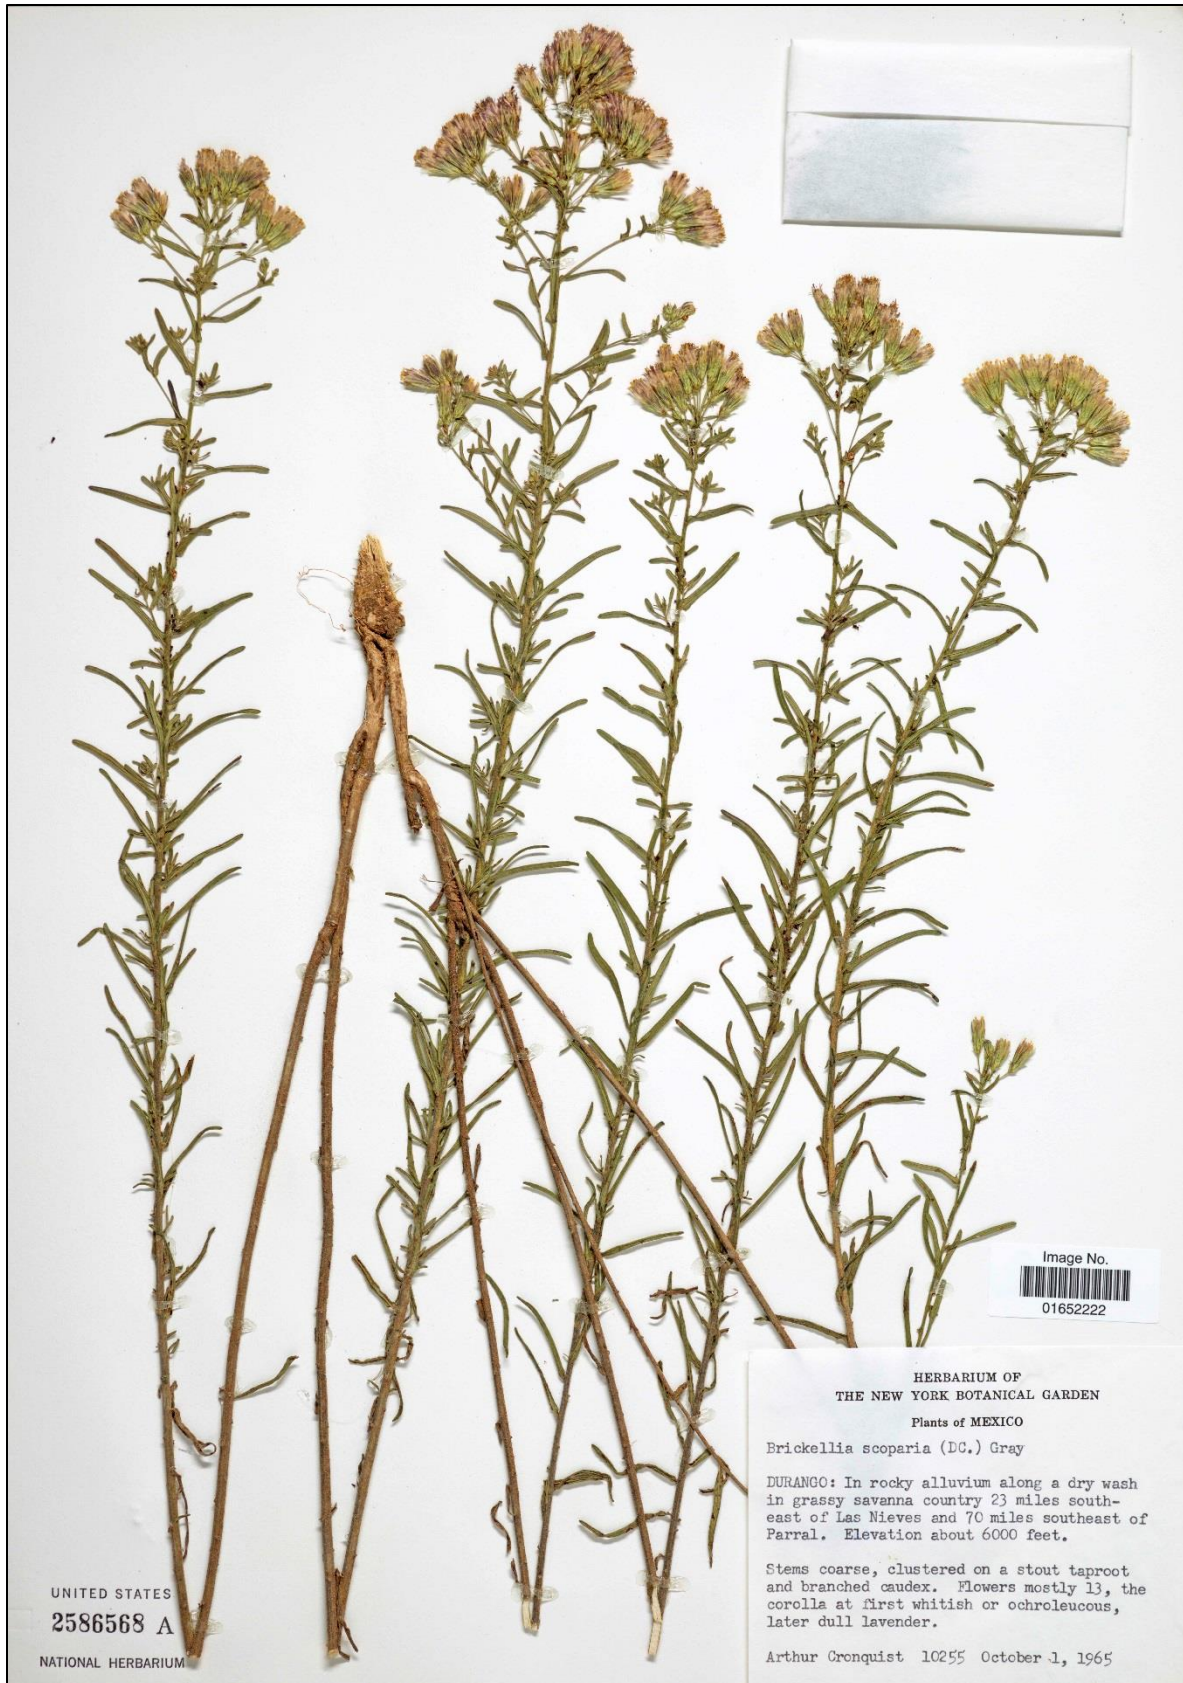 Image No.
01652222
HERBARIUM OF
THE NEW YORK BOTANICAL GARDEN
Plants of MEXICO
Brickellia scoparia (DC.) Gray
DURANGO: In rocky alluvium along a dry wash
in grassy savanna country 23 miles south-
east of Las Nieves and 70 miles southeast of
Parral. Elevation about 6000 feet.
Stems coarse, clustered on a stout taproot
and branched caudex. Flowers mostly 13, the
corolla at first whitish or ochroleucous,
later dull lavender.
Arthur Cronquist 10255 October 1, 1965
UNITED STATES
2586568 A
NATIONAL HERBARIUM